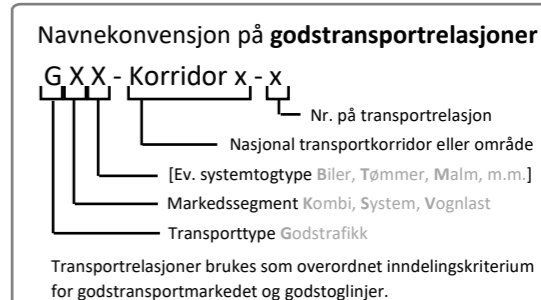 Navnekonvensjon på godstransportrelasjoner
G X X - Korridor x - x
Nr. på transportrelasjon
Nasjonal transportkorridor eller område
[Ev. systemtogtype Biler, Tømmer, Malm, m.m.]
Markedssegment Kombi, System, Vognlast
Transporttype Godstrafikk
Transportrelasjoner brukes som overordnet inndelingskriterium
for godstransportmarkedet og godstoglinjer.